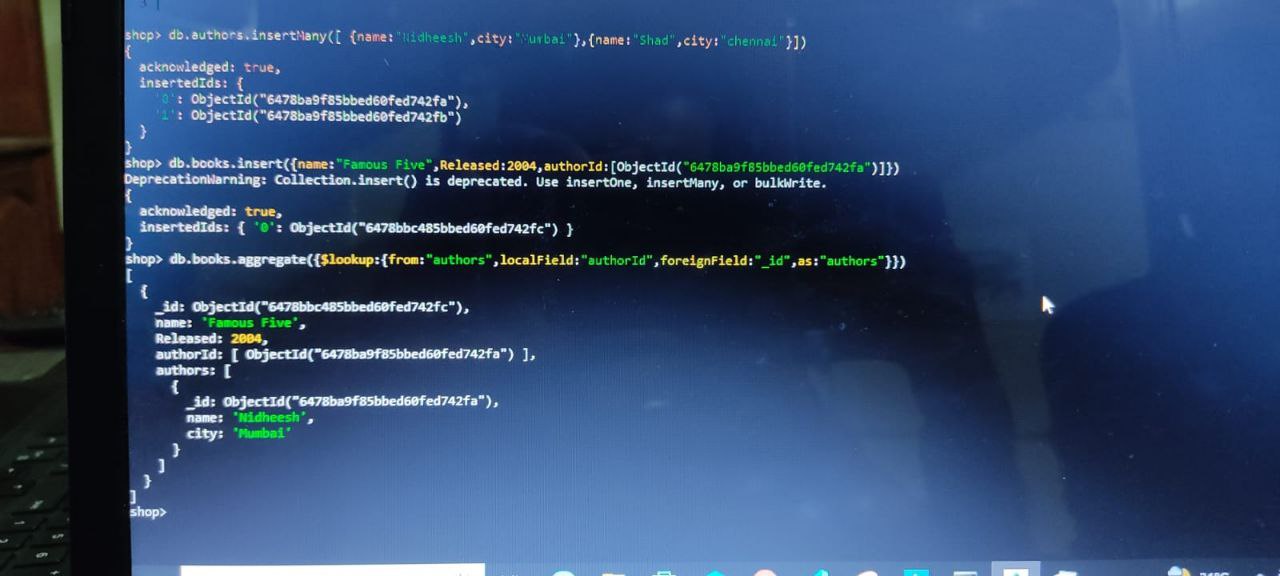 shop> db.authors.insertMany([ {name:"Nidheesh",city:"Mumbai"},{name:"Shad",city:"chennai"}])
{
acknowledged: true,
insertedIds: {
'0': ObjectId("6478ba9f85bbed60fed742fa"),
'1': ObjectId("6478ba9f85bbed60fed742fb")
}
}
shop> db.books.insert({name:"Famous Five",Released:2004,authorId:[ObjectId("6478ba9f85bbed60fed742fa")]})
DeprecationWarning: Collection.insert() is deprecated. Use insertOne, insertMany, or bulkWrite.
{
acknowledged: true,
insertedIds: { '0': ObjectId("6478bbc485bbed60fed742fc") }
}
shop> db.books.aggregate({$lookup:{from:"authors",localField:"authorId",foreignField:"_id",as:"authors"}})
[
{
_id: ObjectId("6478bbc485bbed60fed742fc"),
name: 'Famous Five',
Released: 2004,
authorId: [ ObjectId("6478ba9f85bbed60fed742fa") ],
authors: [
{
_id: ObjectId("6478ba9f85bbed60fed742fa"),
name: 'Nidheesh',
city: 'Mumbai'
}
]
}
]
shop>